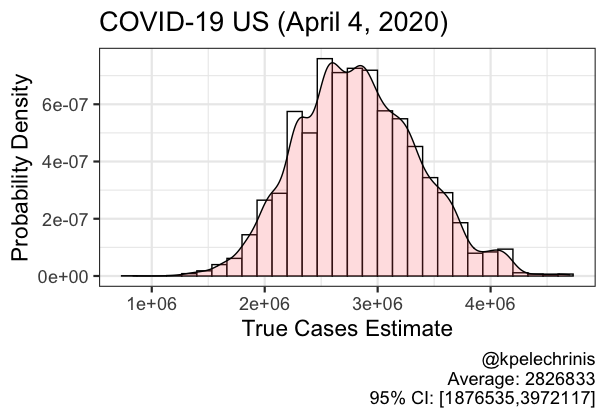 COVID-19 US (April 4, 2020)
Probability Density
6e-07
4e-07
2e-07
0e+00
1e+06 2e+06 3e+06 4e+06
True Cases Estimate
@kpelechrinis
Average: 2826833
95% CI: [1876535,3972117]